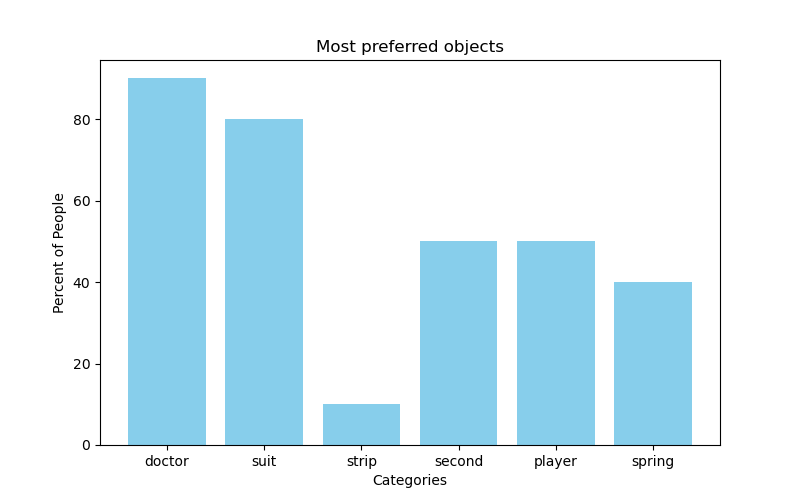 Most preferred objects
Percent of People
80
60
40
20
0
doctor suit strip second player spring
Categories